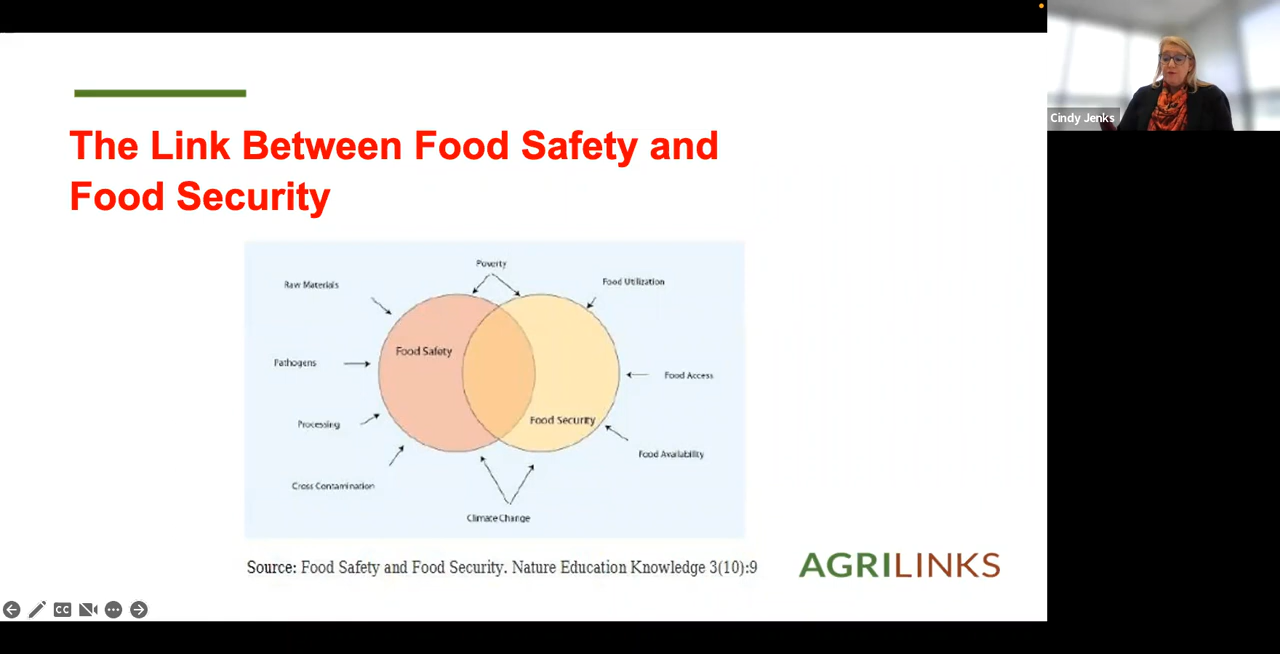 Cindy Jenks
The Link Between Food Safety and
Food Security
Poverty
Raw Materials
Food Utilization
Food Safety
Pathogens
Food Access
Food Security
Processing
Food Availability
Cross Contamination
Climate Change
Source: Food Safety and Food Security. Nature Education Knowledge 3(10):9
AGRILINKS
CC